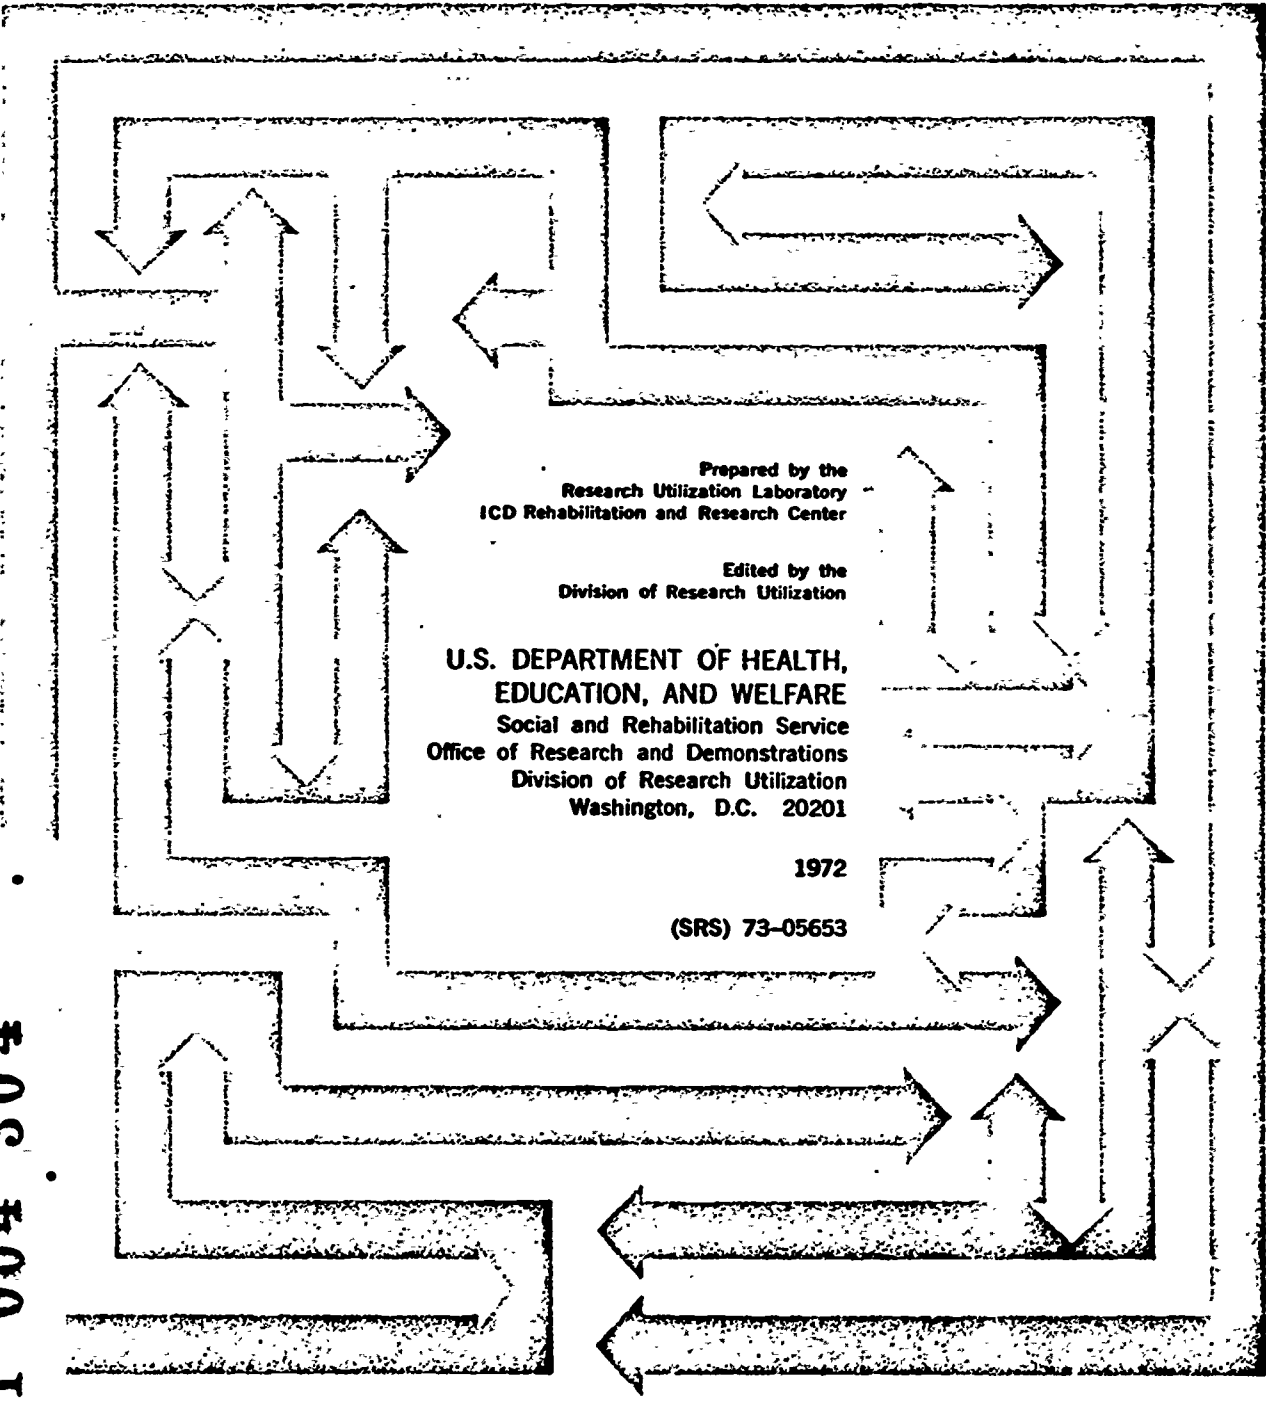 Prepared by the
Research Utilization Laboratory
ICD Rehabilitation and Research Center
Edited by the
Division of Research Utilization
U.S. DEPARTMENT OF HEALTH,
EDUCATION, AND WELFARE
Social and Rehabilitation Service
Office of Research and Demonstrations
Division of Research Utilization
Washington, D.C. 20201
1972
(SRS) 73–05653